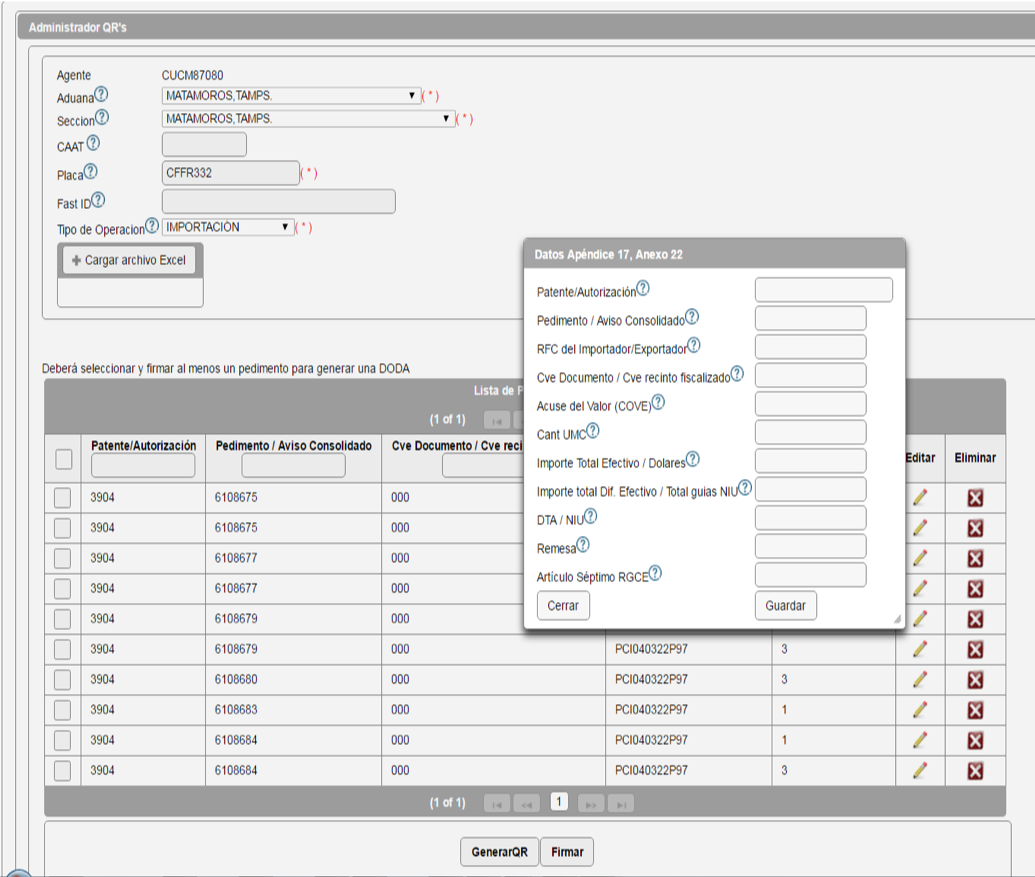 Administrador QR's
Agente CUCM87080
Aduana? MATAMOROS,TAMPS. ( * )
Seccion? MATAMOROS,TAMPS. ( * )
CAAT ?
Placa? CFFR332 ( * )
Fast ID?
Tipo de Operacion? IMPORTACIÓN ( * )
+ Cargar archivo Excel
Datos Apéndice 17, Anexo 22
Patente/Autorización?
Pedimento / Aviso Consolidado?
RFC del Importador/Exportador?
Cve Documento / Cve recinto fiscalizado?
Acuse del Valor (COVE)?
Cant UMC?
Importe Total Efectivo / Dolares?
Importe total Dif. Efectivo / Total guias NIU?
DTA / NIU?
Remesa?
Artículo Séptimo RGCE?
Cerrar Guardar
Deberá seleccionar y firmar al menos un pedimento para generar una DODA
Lista de P
(1 of 1)
Patente/Autorización Pedimento / Aviso Consolidado Cve Documento / Cve reci Editar Eliminar
3904 6108675 000
3904 6108675 000
3904 6108677 000
3904 6108677 000
3904 6108679 000
3904 6108679 000 PCI040322P97 3
3904 6108680 000 PCI040322P97 3
3904 6108683 000 PCI040322P97 1
3904 6108684 000 PCI040322P97 1
3904 6108684 000 PCI040322P97 3
(1 of 1) 1
GenerarQR Firmar